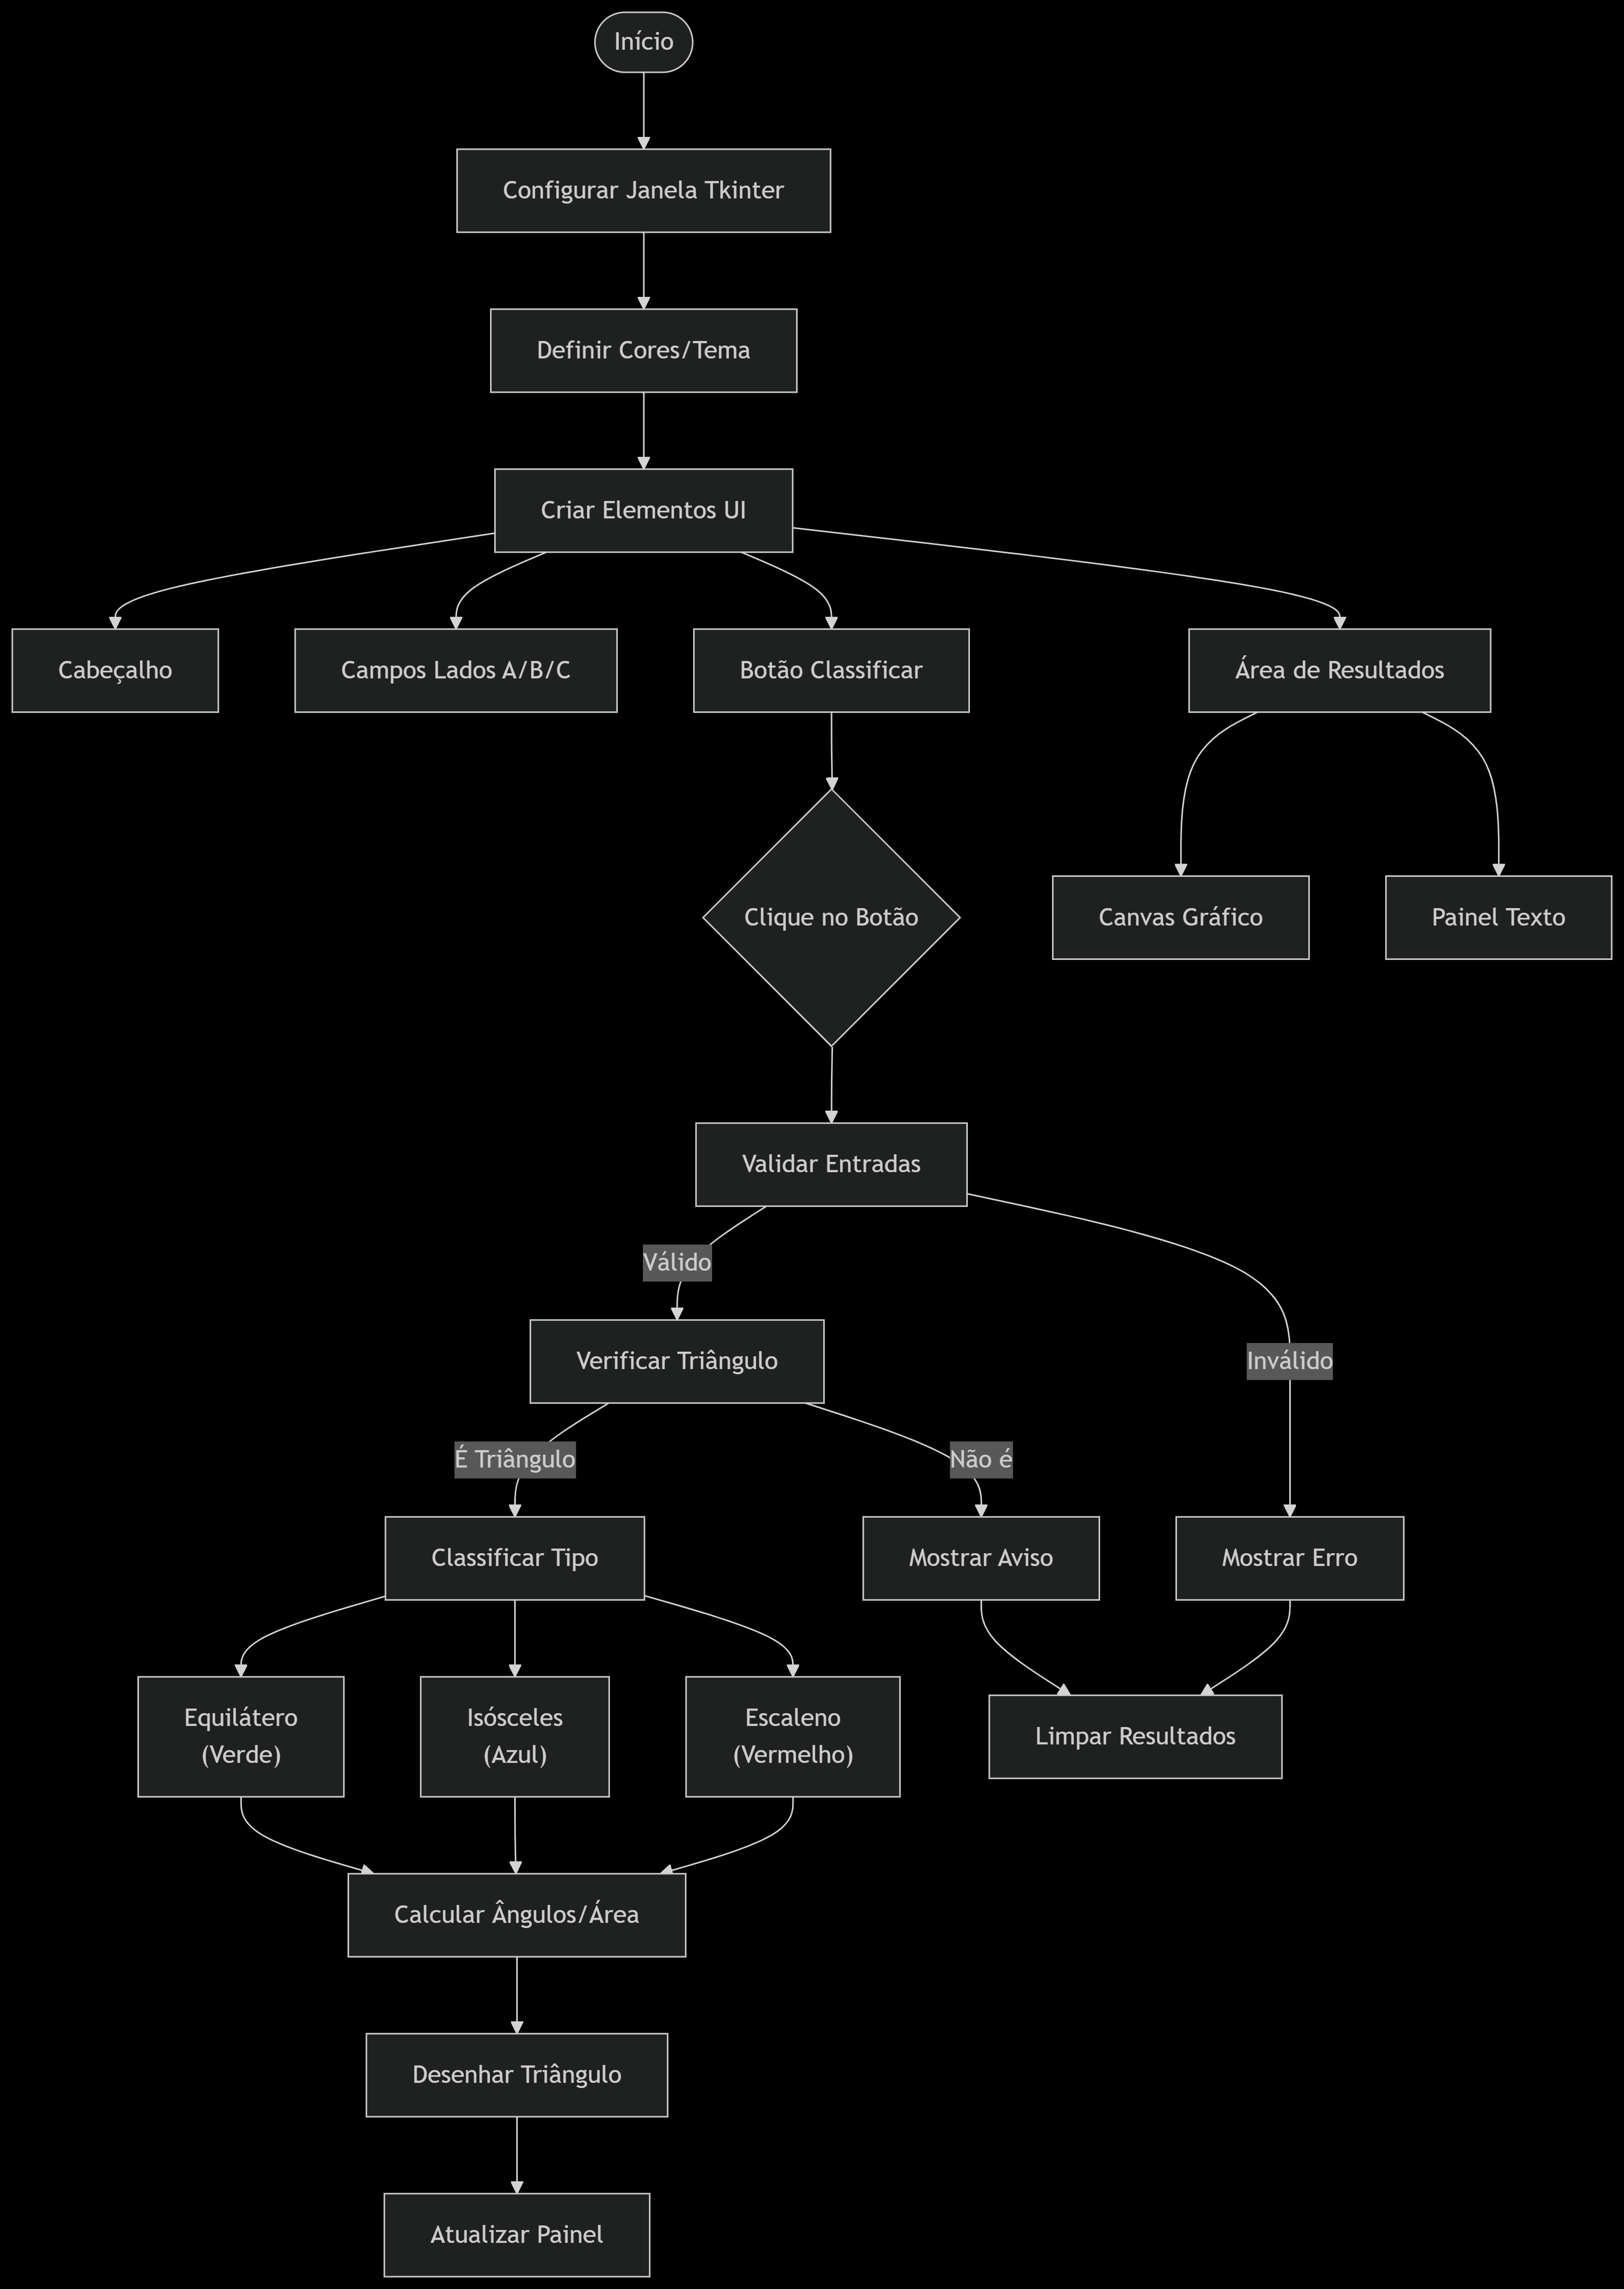 Início
Configurar Janela Tkinter
Definir Cores/Tema
Criar Elementos UI
Cabeçalho
Campos Lados A/B/C
Botão Classificar
Área de Resultados
Clique no Botão
Canvas Gráfico
Painel Texto
Validar Entradas
Válido
Verificar Triângulo
Inválido
É Triângulo
Não é
Classificar Tipo
Mostrar Aviso
Mostrar Erro
Equilátero
(Verde)
Isósceles
(Azul)
Escaleno
(Vermelho)
Limpar Resultados
Calcular Ângulos/Área
Desenhar Triângulo
Atualizar Painel